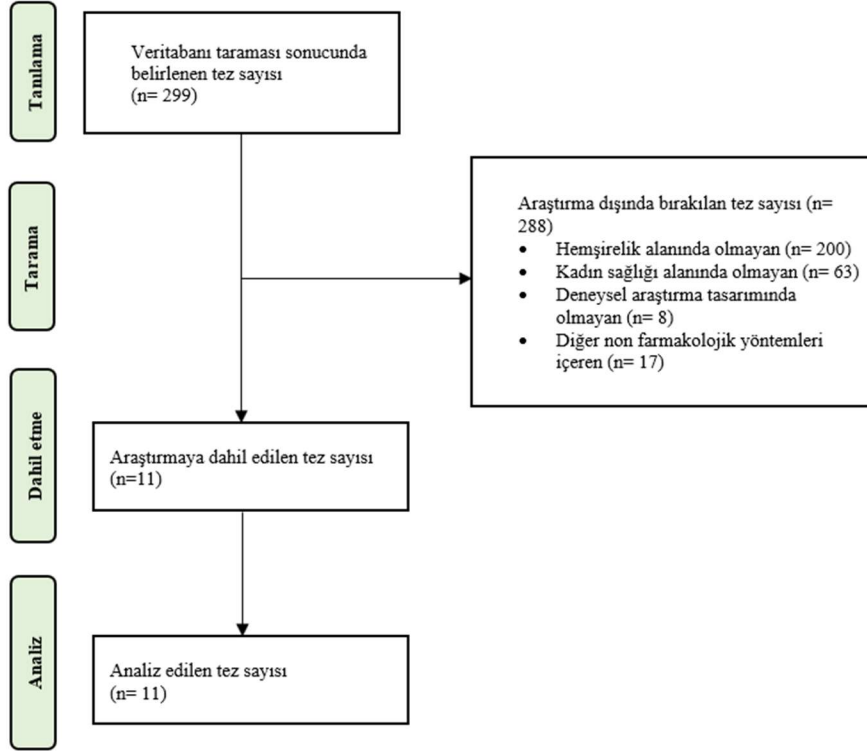 Tanılama
Veritabanı taraması sonucunda
belirlenen tez sayısı
(n= 299)
Tarama
Araştırma dışında bırakılan tez sayısı (n=
288)
• Hemşirelik alanında olmayan (n= 200)
• Kadın sağlığı alanında olmayan (n= 63)
• Deneysel araştırma tasarımında
olmayan (n= 8)
• Diğer non farmakolojik yöntemleri
içeren (n= 17)
Dahil etme
Araştırmaya dahil edilen tez sayısı
(n=11)
Analiz
Analiz edilen tez sayısı
(n= 11)